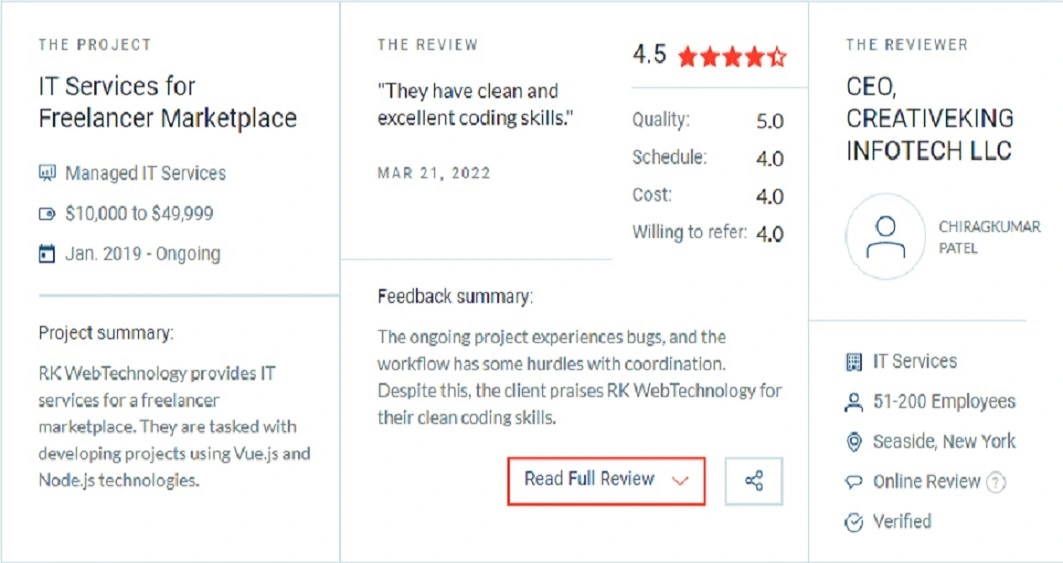 THE PROJECT
IT Services for
Freelancer Marketplace
Managed IT Services
$10,000 to $49,999
Jan. 2019 - Ongoing
Project summary:
RK WebTechnology provides IT
services for a freelancer
marketplace. They are tasked with
developing projects using Vue.js and
Node.js technologies.
THE REVIEW
"They have clean and
excellent coding skills."
MAR 21, 2022
4.5
Quality: 5.0
Schedule: 4.0
Cost: 4.0
Willing to refer: 4.0
Feedback summary:
The ongoing project experiences bugs, and the
workflow has some hurdles with coordination.
Despite this, the client praises RK WebTechnology for
their clean coding skills.
Read Full Review
THE REVIEWER
CEO,
CREATIVEKING
INFOTECH LLC
CHIRAGKUMAR
PATEL
IT Services
51-200 Employees
Seaside, New York
Online Review ?
Verified